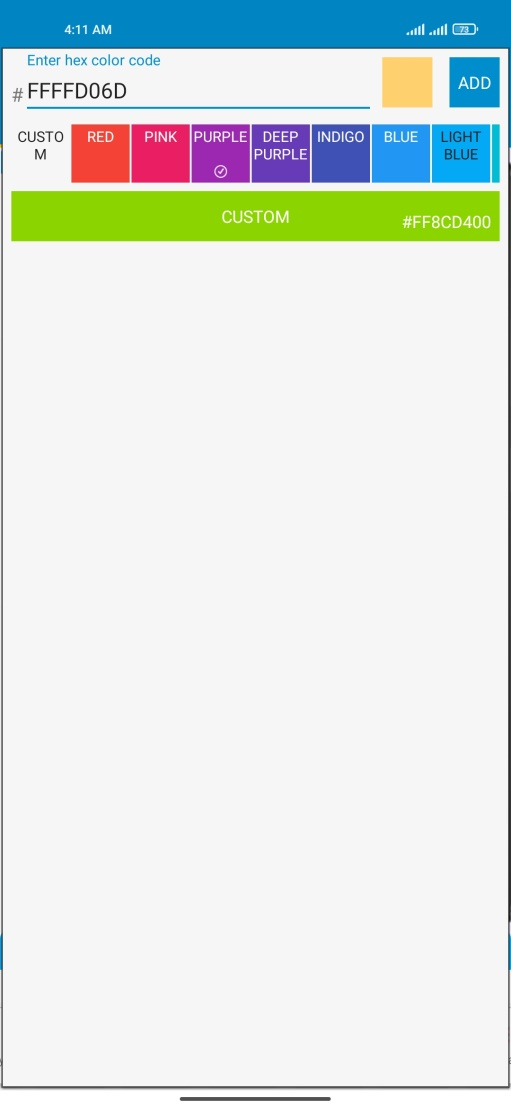 4:11 AM
73
Enter hex color code
# FFFFD06D
ADD
CUSTO
M
RED
PINK
PURPLE
DEEP
PURPLE
INDIGO
BLUE
LIGHT
BLUE
CUSTOM
#FF8CD400